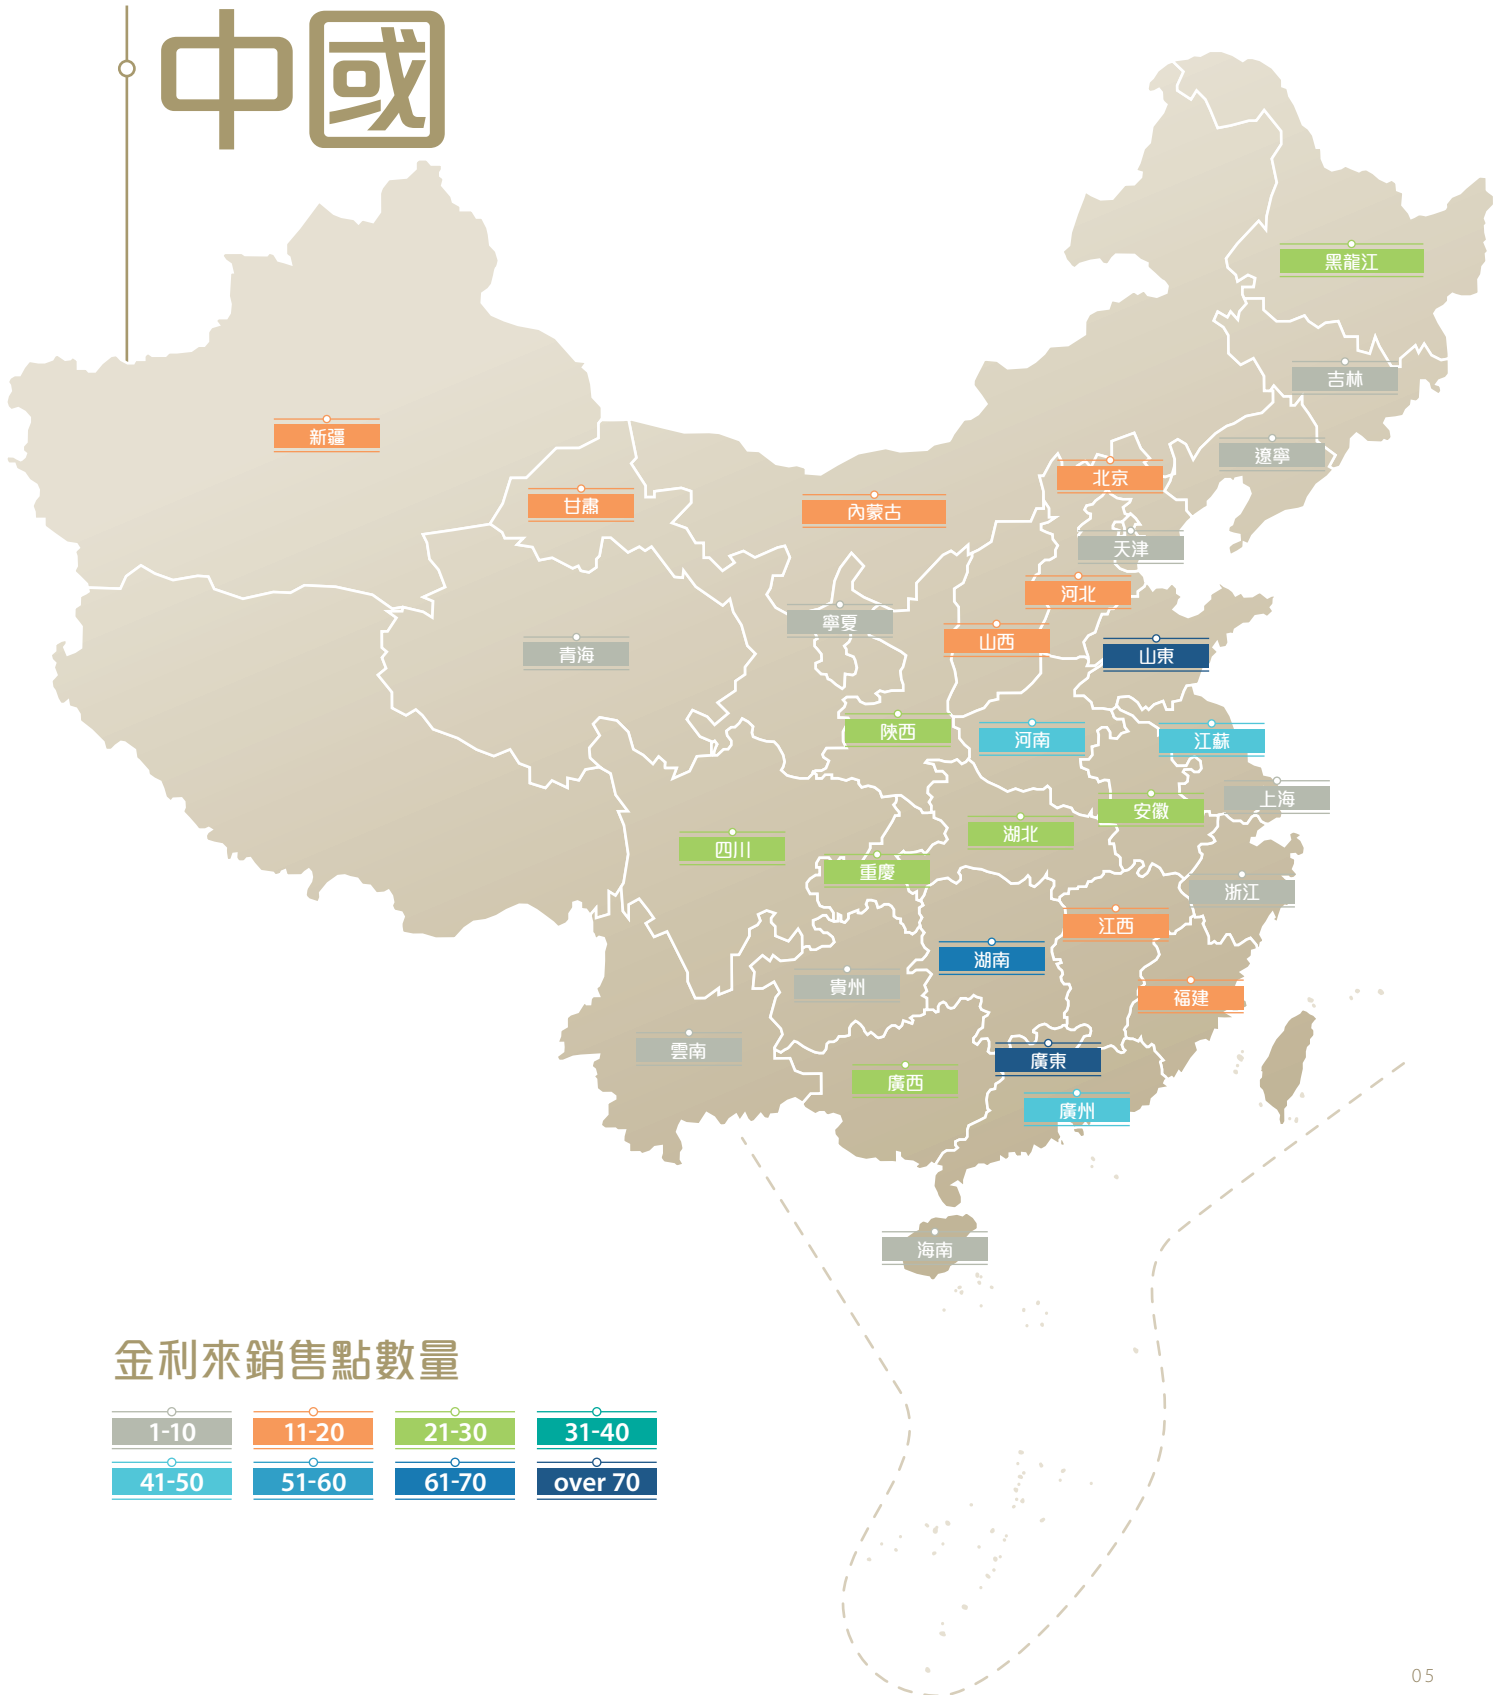 中國
黑龍江
吉林
新疆
遼寧
北京
甘肅
內蒙古
天津
河北
寧夏
山西
青海
山東
陝西
河南
江蘇
上海
安徽
湖北
四川
重慶
浙江
江西
湖南
貴州
福建
雲南
廣東
廣西
廣州
海南
金利來銷售點數量
1-10 11-20 21-30 31-40
41-50 51-60 61-70 over 70
05